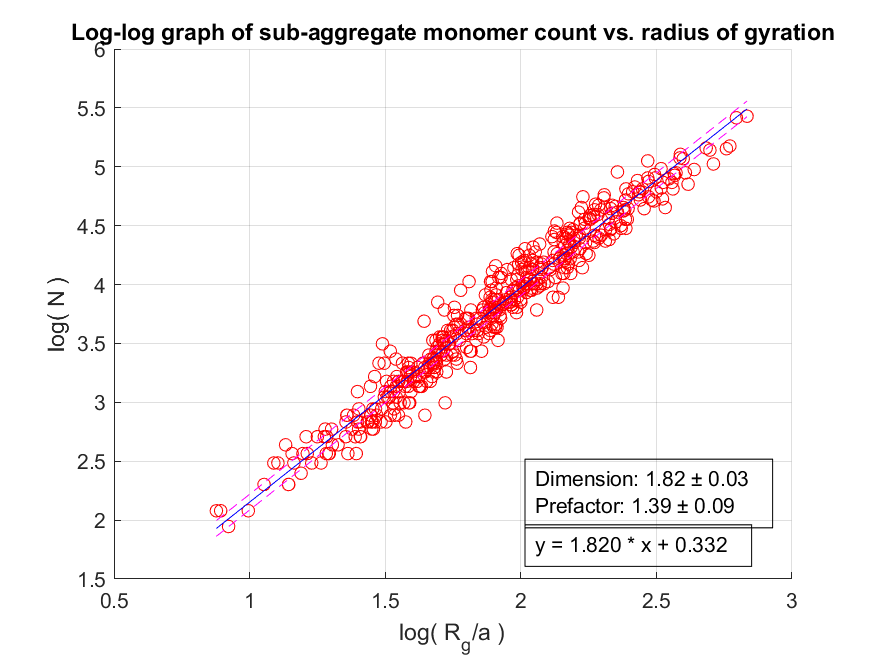 Log-log graph of sub-aggregate monomer count vs. radius of gyration
6
5.5
5
4.5
4
3.5
3
2.5
2
1.5
log( N )
Dimension: 1.82 ± 0.03
Prefactor: 1.39 ± 0.09
y = 1.820 * x + 0.332
0.5 1 1.5 2 2.5 3
log( R_g/a )